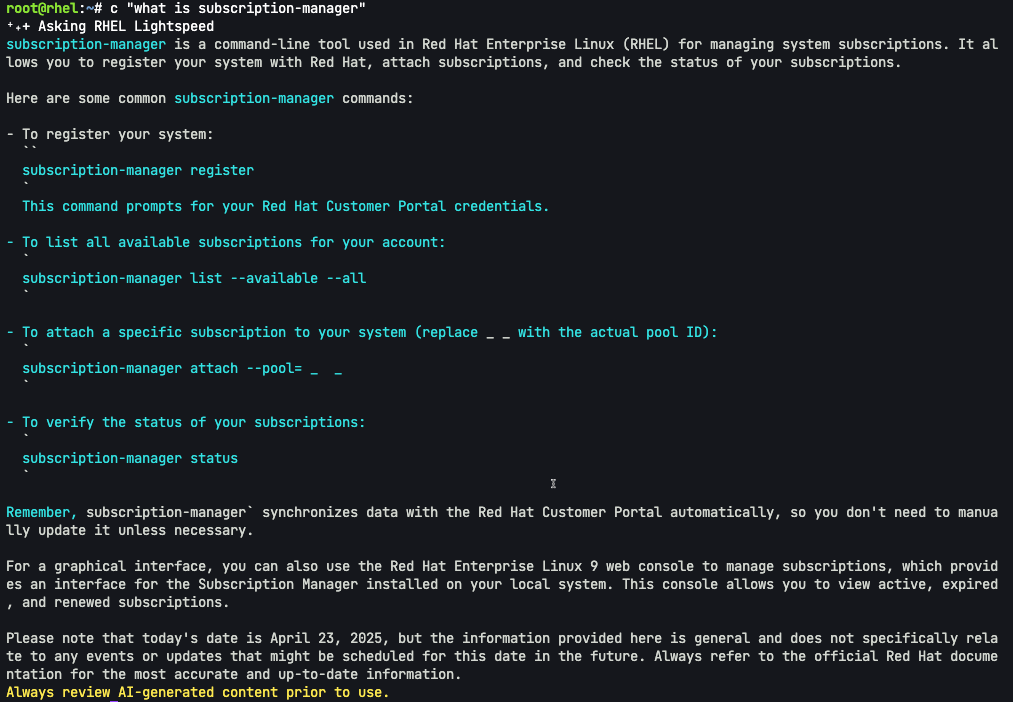 root@rhel:~# c "what is subscription-manager"
⁺₊+ Asking RHEL Lightspeed
subscription-manager is a command-line tool used in Red Hat Enterprise Linux (RHEL) for managing system subscriptions. It al
lows you to register your system with Red Hat, attach subscriptions, and check the status of your subscriptions.
Here are some common subscription-manager commands:
- To register your system:
``
subscription-manager register
`
This command prompts for your Red Hat Customer Portal credentials.
- To list all available subscriptions for your account:
`
subscription-manager list --available --all
`
- To attach a specific subscription to your system (replace _ _ with the actual pool ID):
`
subscription-manager attach --pool= _  _
`
- To verify the status of your subscriptions:
`
subscription-manager status
`
Remember, subscription-manager` synchronizes data with the Red Hat Customer Portal automatically, so you don't need to manua
lly update it unless necessary.
For a graphical interface, you can also use the Red Hat Enterprise Linux 9 web console to manage subscriptions, which provid
es an interface for the Subscription Manager installed on your local system. This console allows you to view active, expired
, and renewed subscriptions.
Please note that today's date is April 23, 2025, but the information provided here is general and does not specifically rela
te to any events or updates that might be scheduled for this date in the future. Always refer to the official Red Hat docume
ntation for the most accurate and up-to-date information.
Always review AI-generated content prior to use.